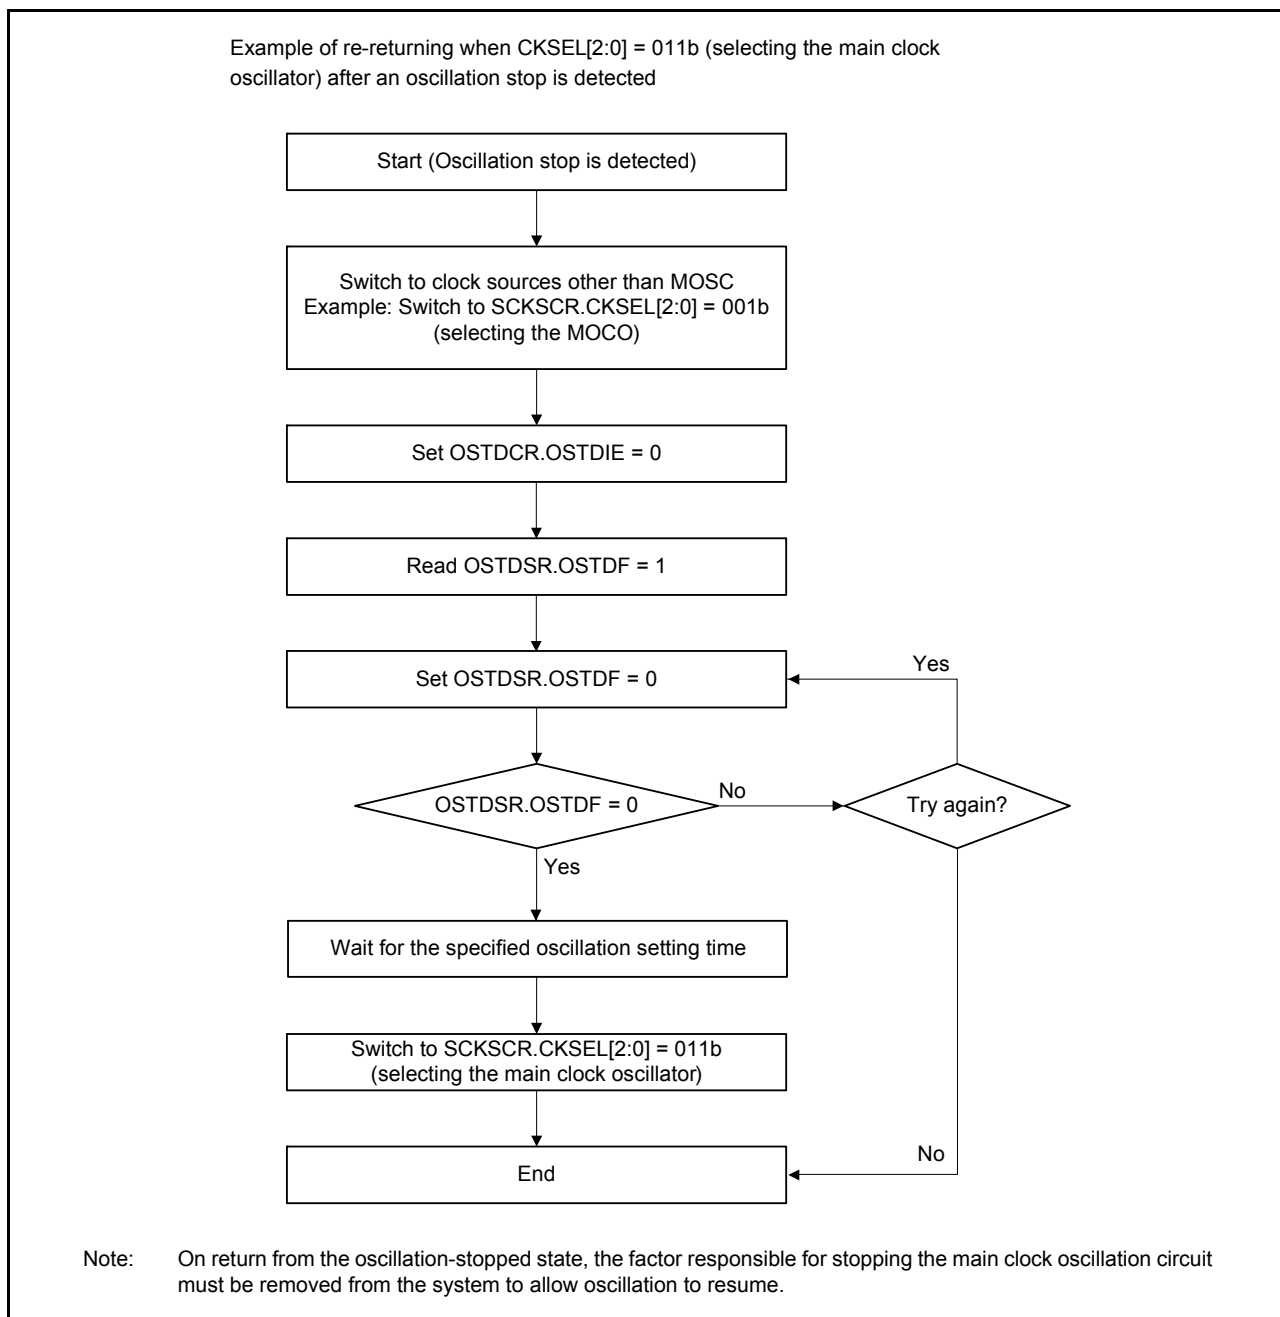 Example of re-returning when CKSEL[2:0] = 011b (selecting the main clock
oscillator) after an oscillation stop is detected
Start (Oscillation stop is detected)
Switch to clock sources other than MOSC
Example: Switch to SCKSCR.CKSEL[2:0] = 001b
(selecting the MOCO)
Set OSTDCR.OSTDIE = 0
Read OSTDSR.OSTDF = 1
Set OSTDSR.OSTDF = 0
Yes
OSTDSR.OSTDF = 0
No
Try again?
Yes
Wait for the specified oscillation setting time
Switch to SCKSCR.CKSEL[2:0] = 011b
(selecting the main clock oscillator)
No
End
Note: On return from the oscillation-stopped state, the factor responsible for stopping the main clock oscillation circuit
must be removed from the system to allow oscillation to resume.